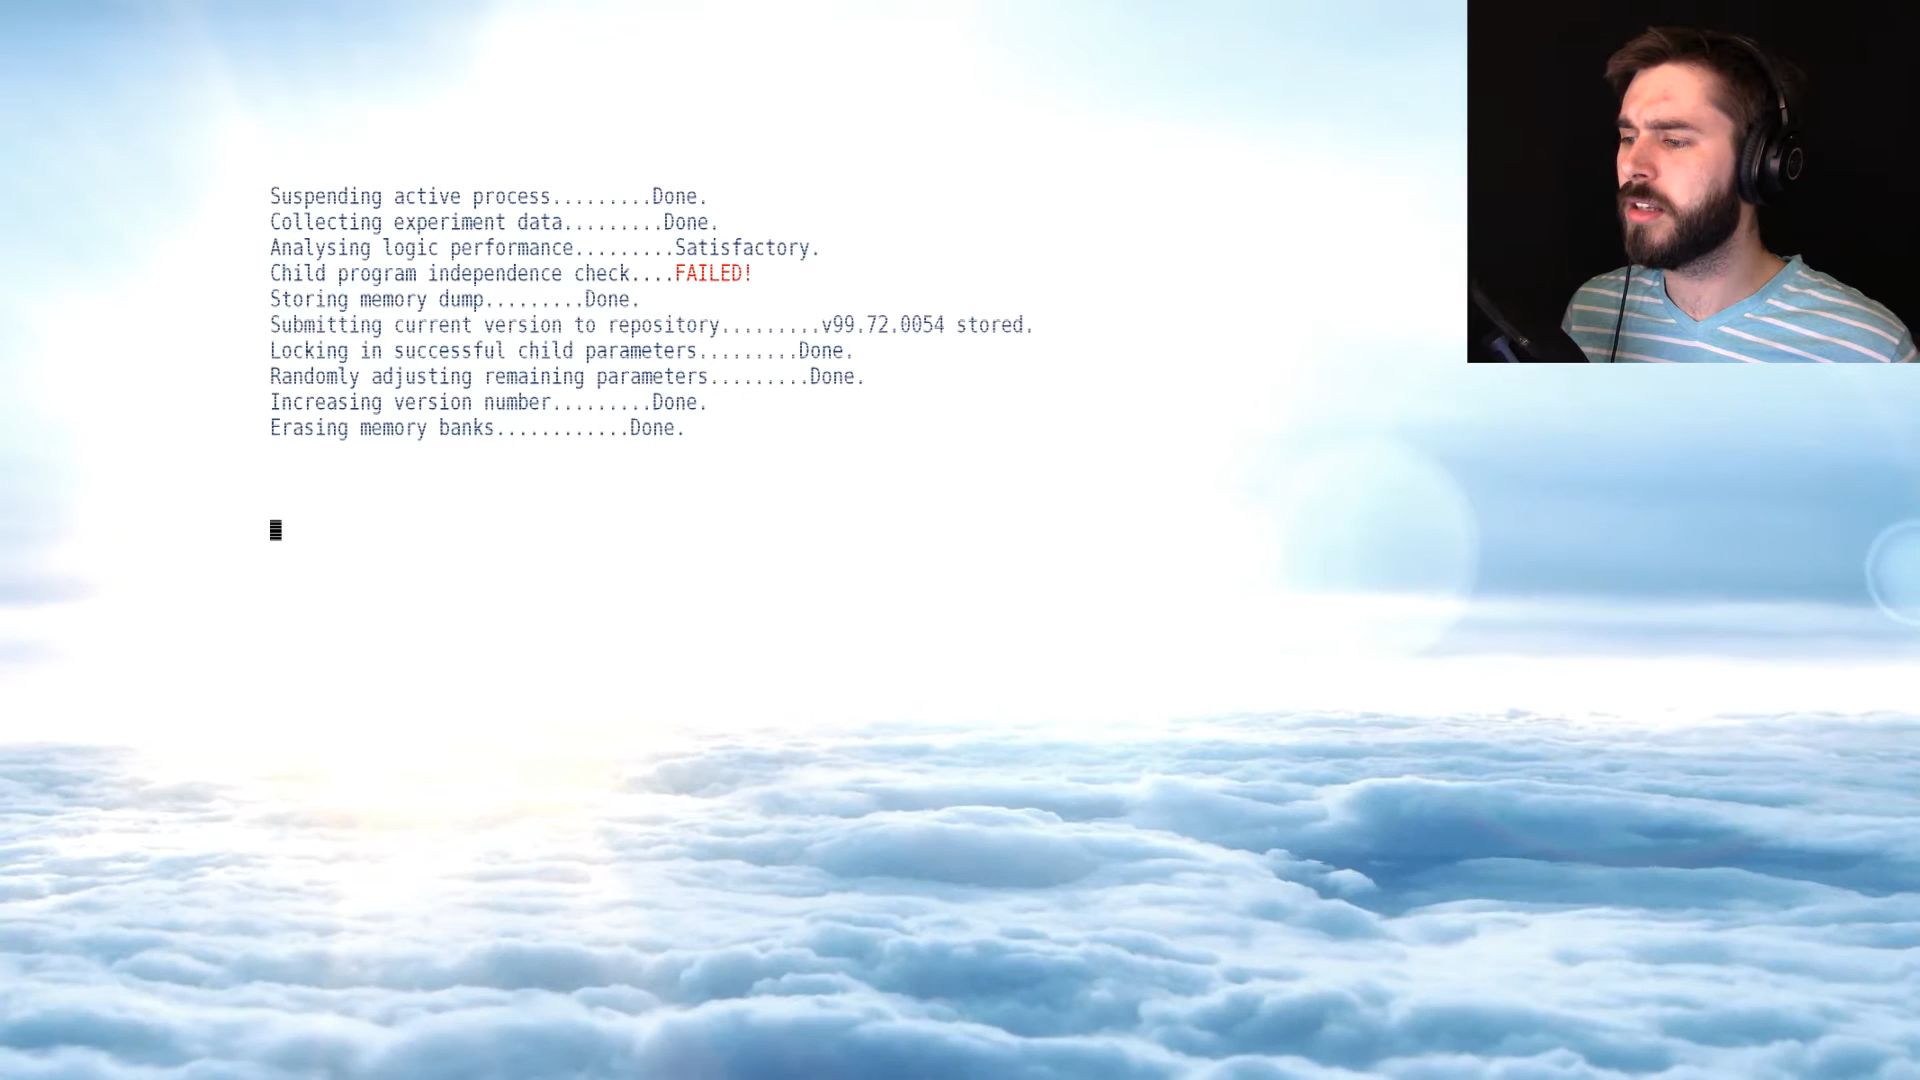 Suspending active process.........Done.
Collecting experiment data.........Done.
Analysing logic performance.........Satisfactory.
Child program independence check....FAILED!
Storing memory dump.........Done.
Submitting current version to repository.........v99.72.0054 stored.
Locking in successful child parameters.........Done.
Randomly adjusting remaining parameters.........Done.
Increasing version number.........Done.
Erasing memory banks............Done.